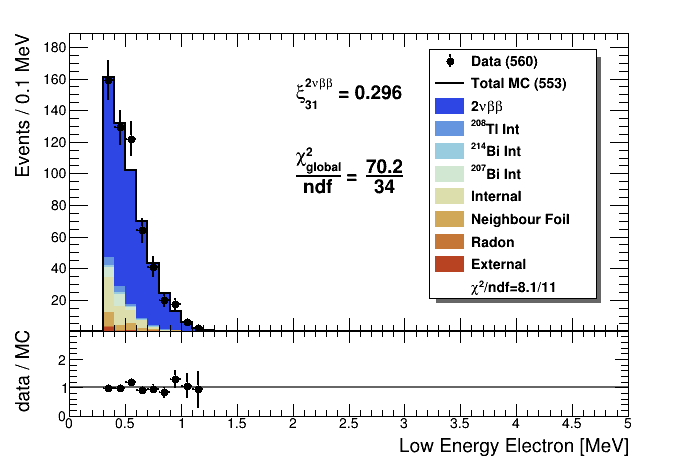 Events / 0.1 MeV
180
160
140
120
100
80
60
40
20
ξ 2νββ 31 = 0.296
χ² global / ndf = 70.2 / 34
Data (560)
Total MC (553)
2νββ
²⁰⁸Tl Int
²¹⁴Bi Int
²⁰⁷Bi Int
Internal
Neighbour Foil
Radon
External
χ²/ndf=8.1/11
data / MC
2
1
0
0 0.5 1 1.5 2 2.5 3 3.5 4 4.5 5
Low Energy Electron [MeV]